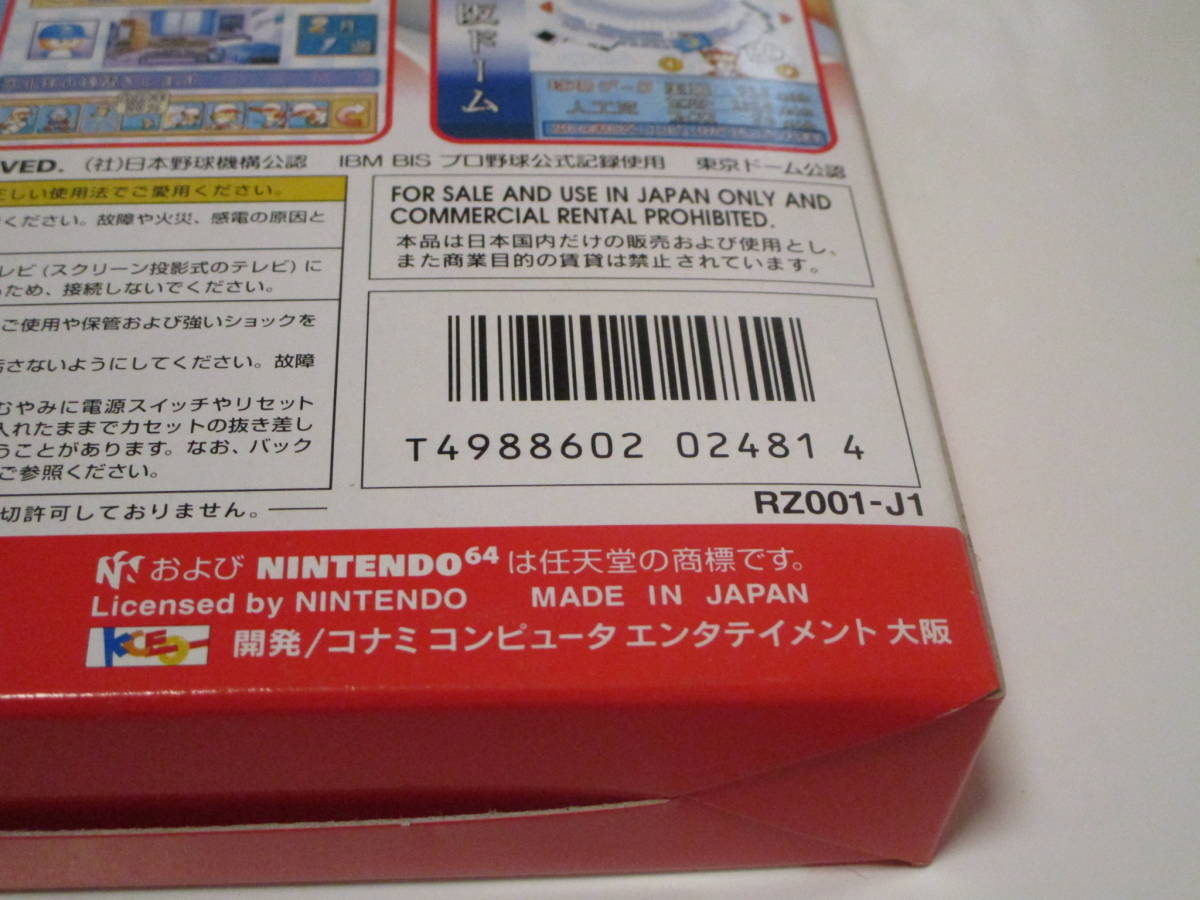 阪ドーム
人工芝
VED. (社)日本野球機構公認 IBM BIS プロ野球公式記録使用 東京ドーム公認
正しい使用法でご愛用ください。
ください。故障や火災、感電の原因と
レビ(スクリーン投影式のテレビ)に
ため、接続しないでください。
ご使用や保管および強いショックを
さないようにしてください。故障
むやみに電源スイッチやリセット
入れたままでカセットの抜き差し
うことがあります。なお、バック
ご参照ください。
切許可しておりません。
FOR SALE AND USE IN JAPAN ONLY AND
COMMERCIAL RENTAL PROHIBITED.
本品は日本国内だけの販売および使用とし、
また商業目的の賃貸は禁止されています。
T4988602 02481 4
RZ001-J1
および NINTENDO64 は任天堂の商標です。
Licensed by NINTENDO MADE IN JAPAN
KCEO 開発/コナミ コンピュータ エンタテイメント 大阪